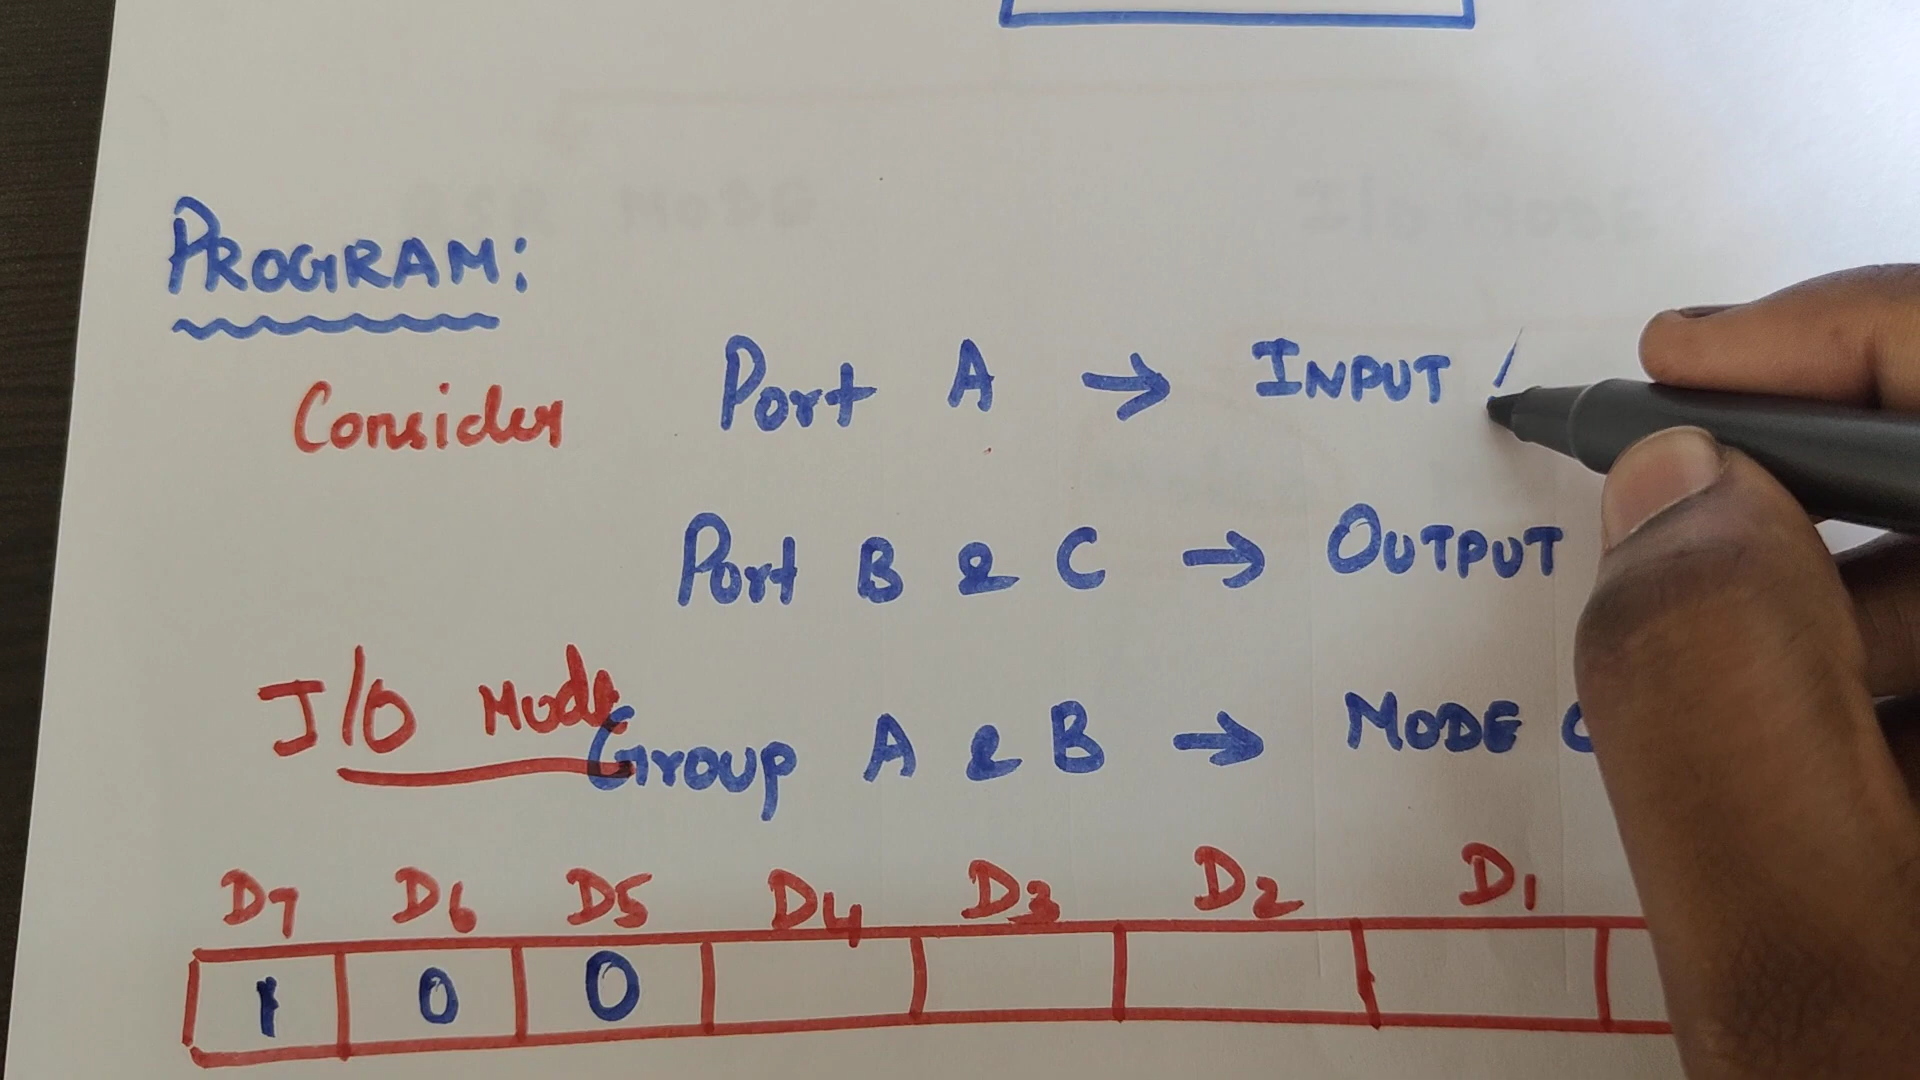 PROGRAM:
Consider Port A → INPUT
Port B & C → OUTPUT
I/O Mode Group A & B → MODE
D7 D6 D5 D4 D3 D2 D1
1 0 0